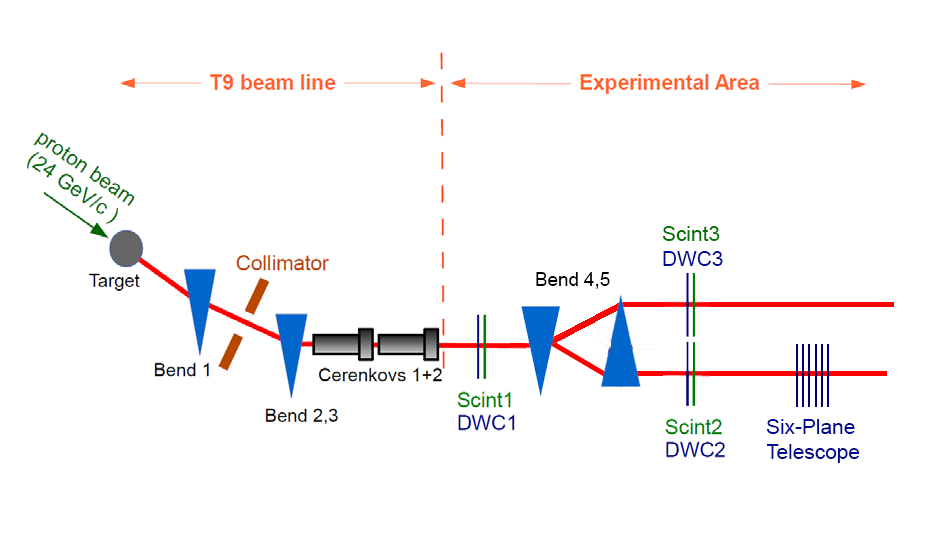 T9 beam line
Experimental Area
proton beam
(24 GeV/c )
Target
Collimator
Bend 1
Bend 2,3
Cerenkovs 1+2
Scint1
DWC1
Bend 4,5
Scint3
DWC3
Scint2
DWC2
Six-Plane
Telescope